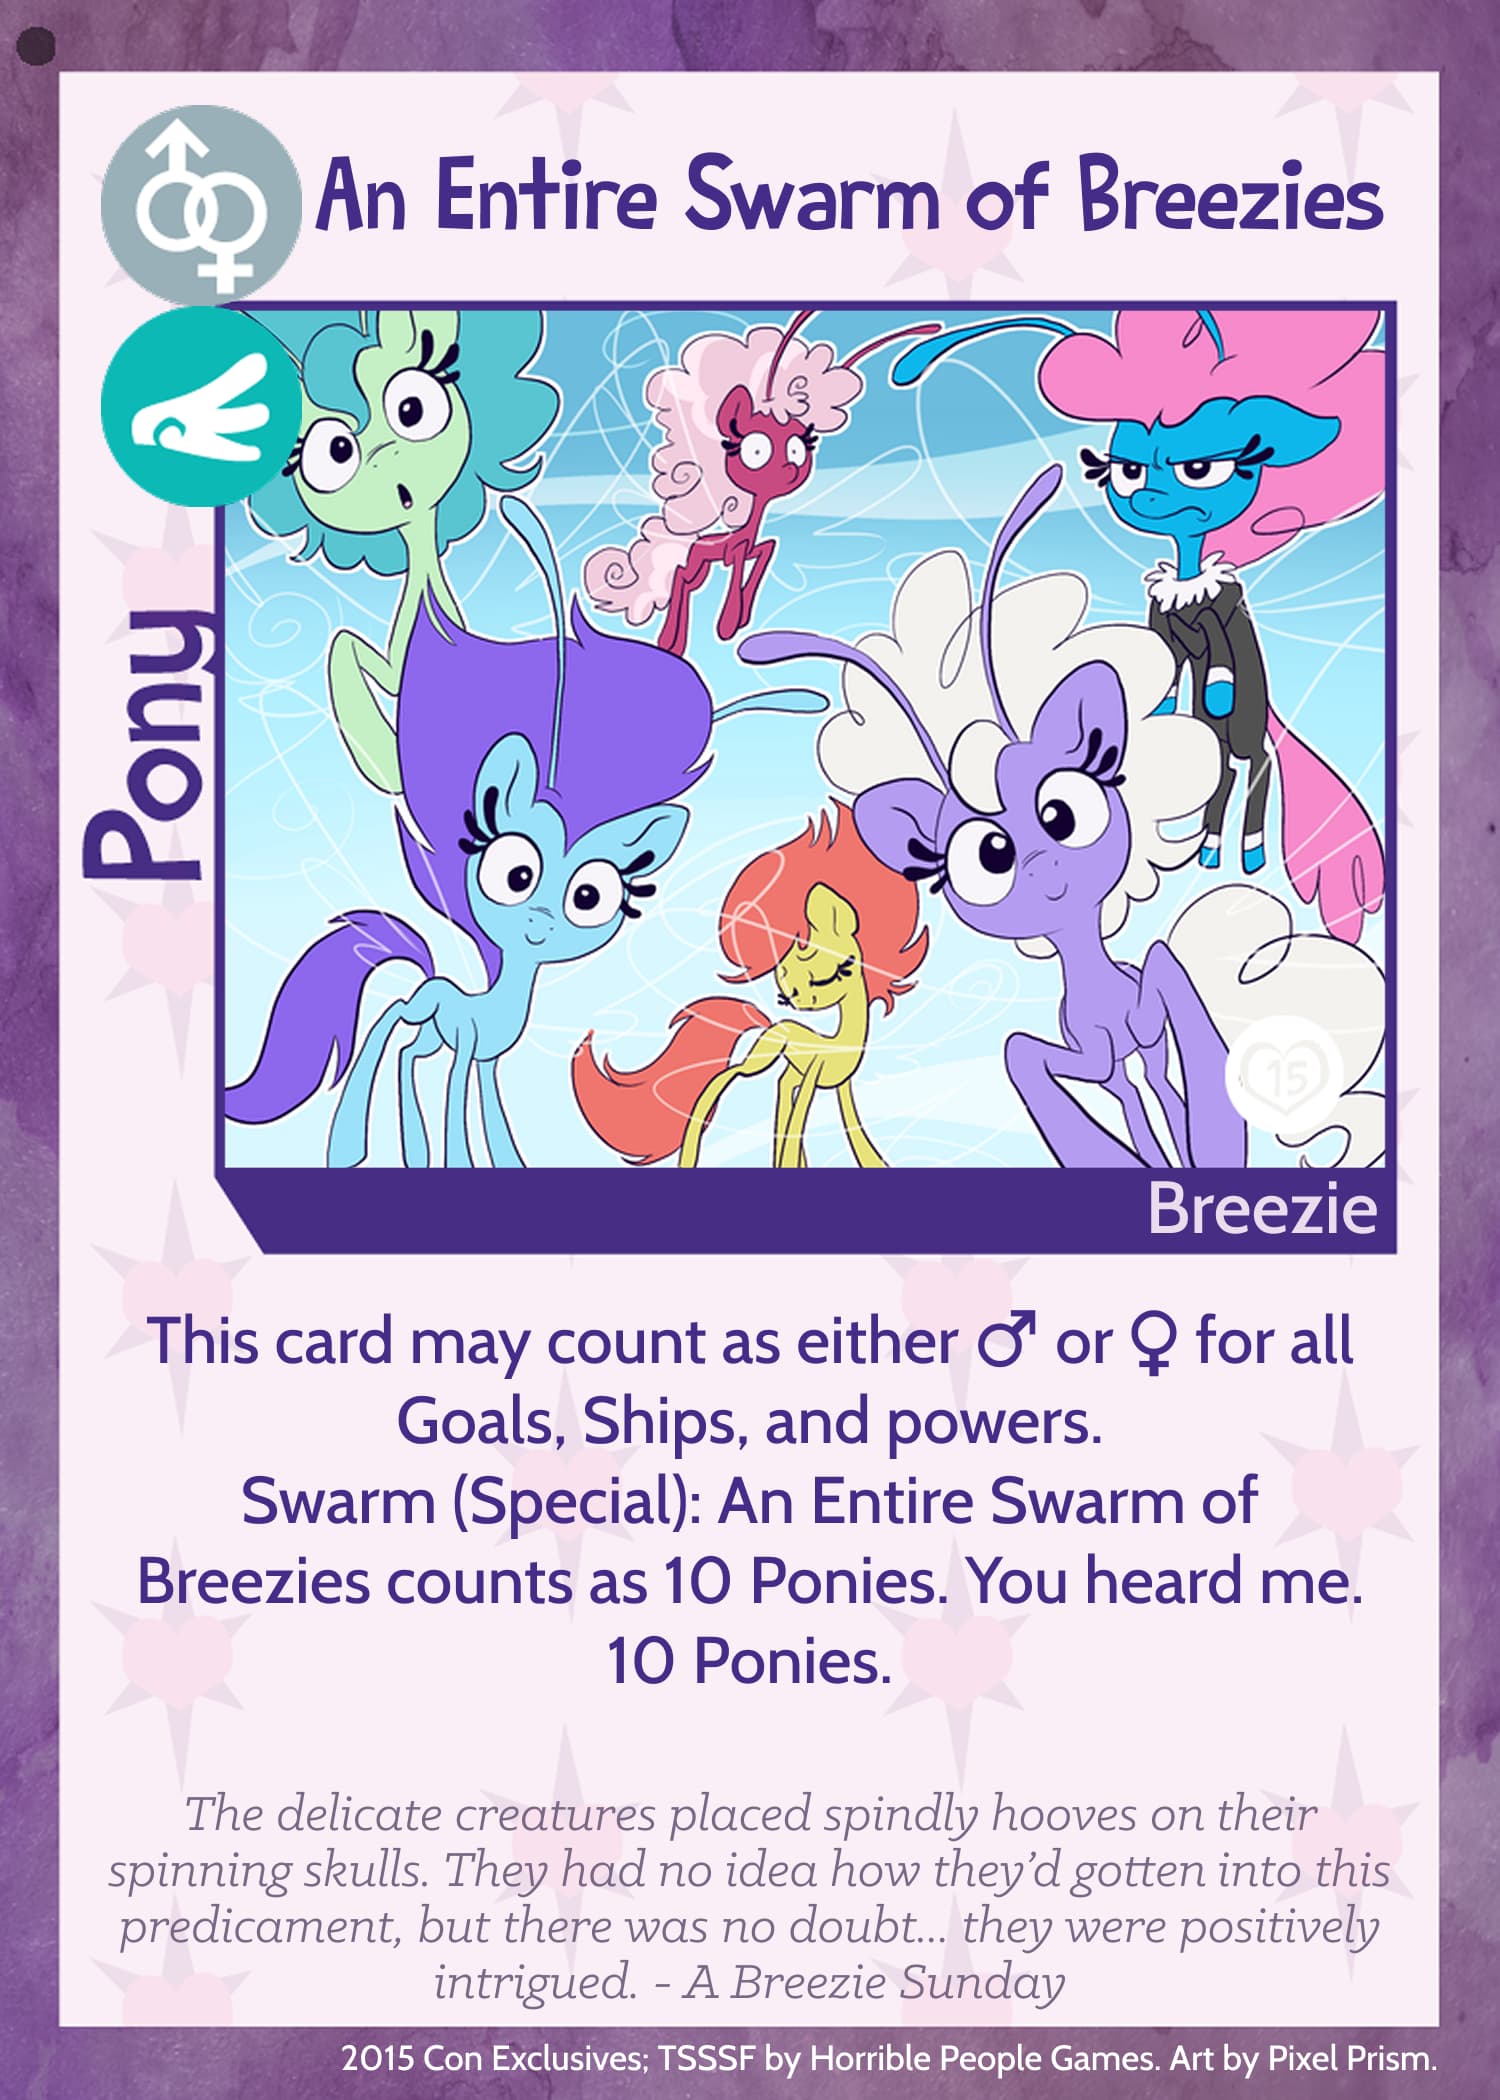 An Entire Swarm of Breezies
Pony
15
Breezie
This card may count as either ♂ or ♀ for all
Goals, Ships, and powers.
Swarm (Special): An Entire Swarm of
Breezies counts as 10 Ponies. You heard me.
10 Ponies.
The delicate creatures placed spindly hooves on their
spinning skulls. They had no idea how they’d gotten into this
predicament, but there was no doubt... they were positively
intrigued. - A Breezie Sunday
2015 Con Exclusives; TSSSF by Horrible People Games. Art by Pixel Prism.